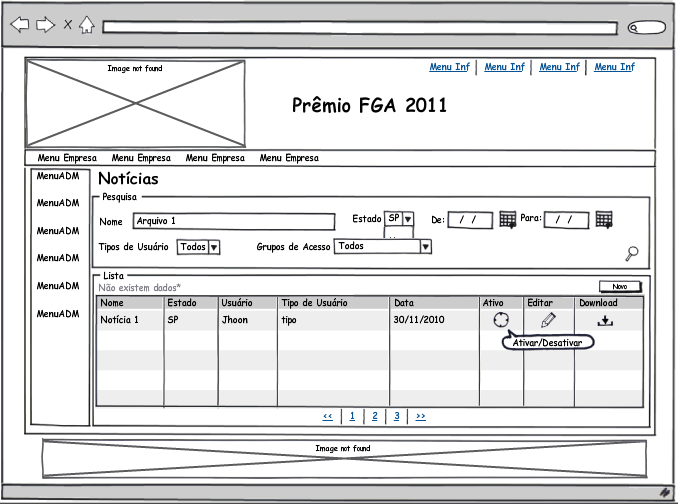 Image not found
Menu Inf Menu Inf Menu Inf Menu Inf
Prêmio FGA 2011
Menu Empresa Menu Empresa Menu Empresa Menu Empresa
MenuADM
MenuADM
MenuADM
MenuADM
MenuADM
MenuADM
Notícias
Pesquisa
Nome Arquivo 1 Estado SP De: / / Para: / /
Tipos de Usuário Todos Grupos de Acesso Todos
Lista
Não existem dados*
Novo
Nome Estado Usuário Tipo de Usuário Data Ativo Editar Download
Notícia 1 SP Jhoon tipo 30/11/2010
Ativar/Desativar
<< 1 2 3 >>
Image not found